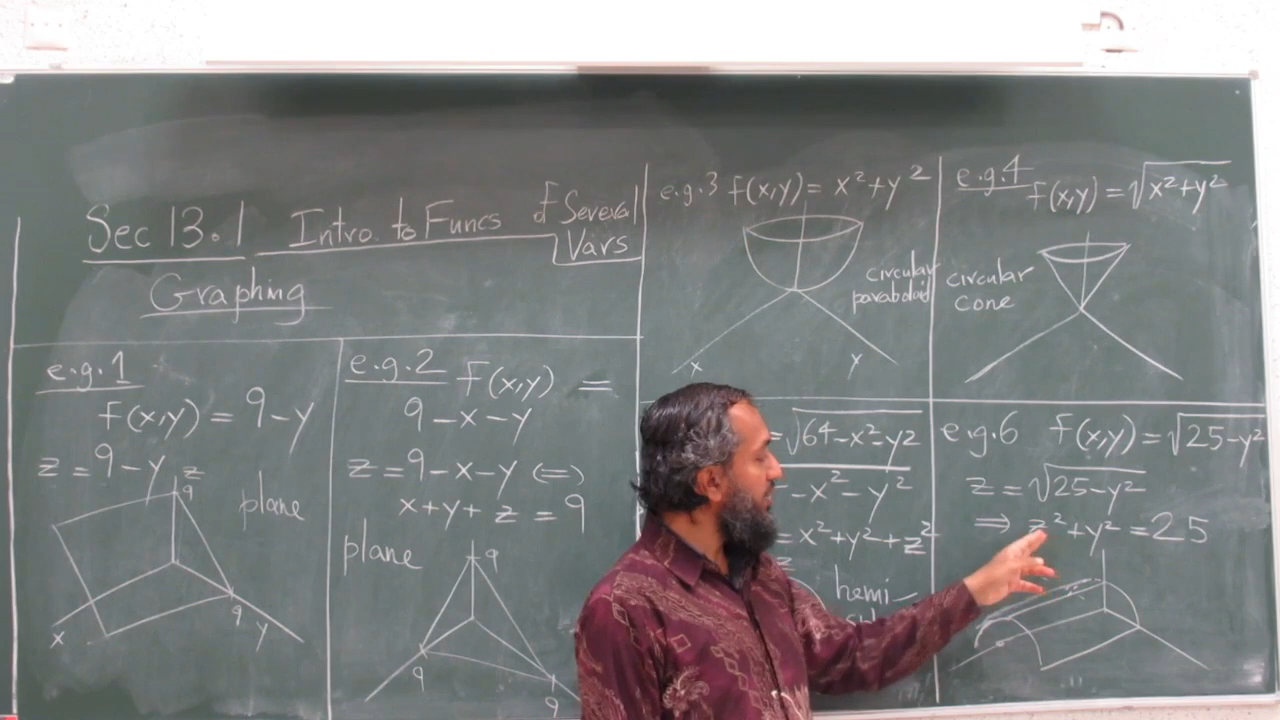 Sec 13.1 Intro. to Funcs of Several
Vars
Graphing
e.g.1
f(x,y) = 9-y
z = 9-y
z
9
plane
x
9
y
e.g.2 f(x,y) =
9-x-y
z = 9-x-y ⇔
x+y+z = 9
plane
9
9
9
e.g.3 f(x,y) = x²+y²
circular
paraboloid
x
y
e.g.4 f(x,y) = √x²+y²
circular
cone
= √64-x²-y²
-x²-y²
= x²+y²+z²
hemi-
e.g.6 f(x,y) = √25-y²
z = √25-y²
⇒ z²+y² = 25